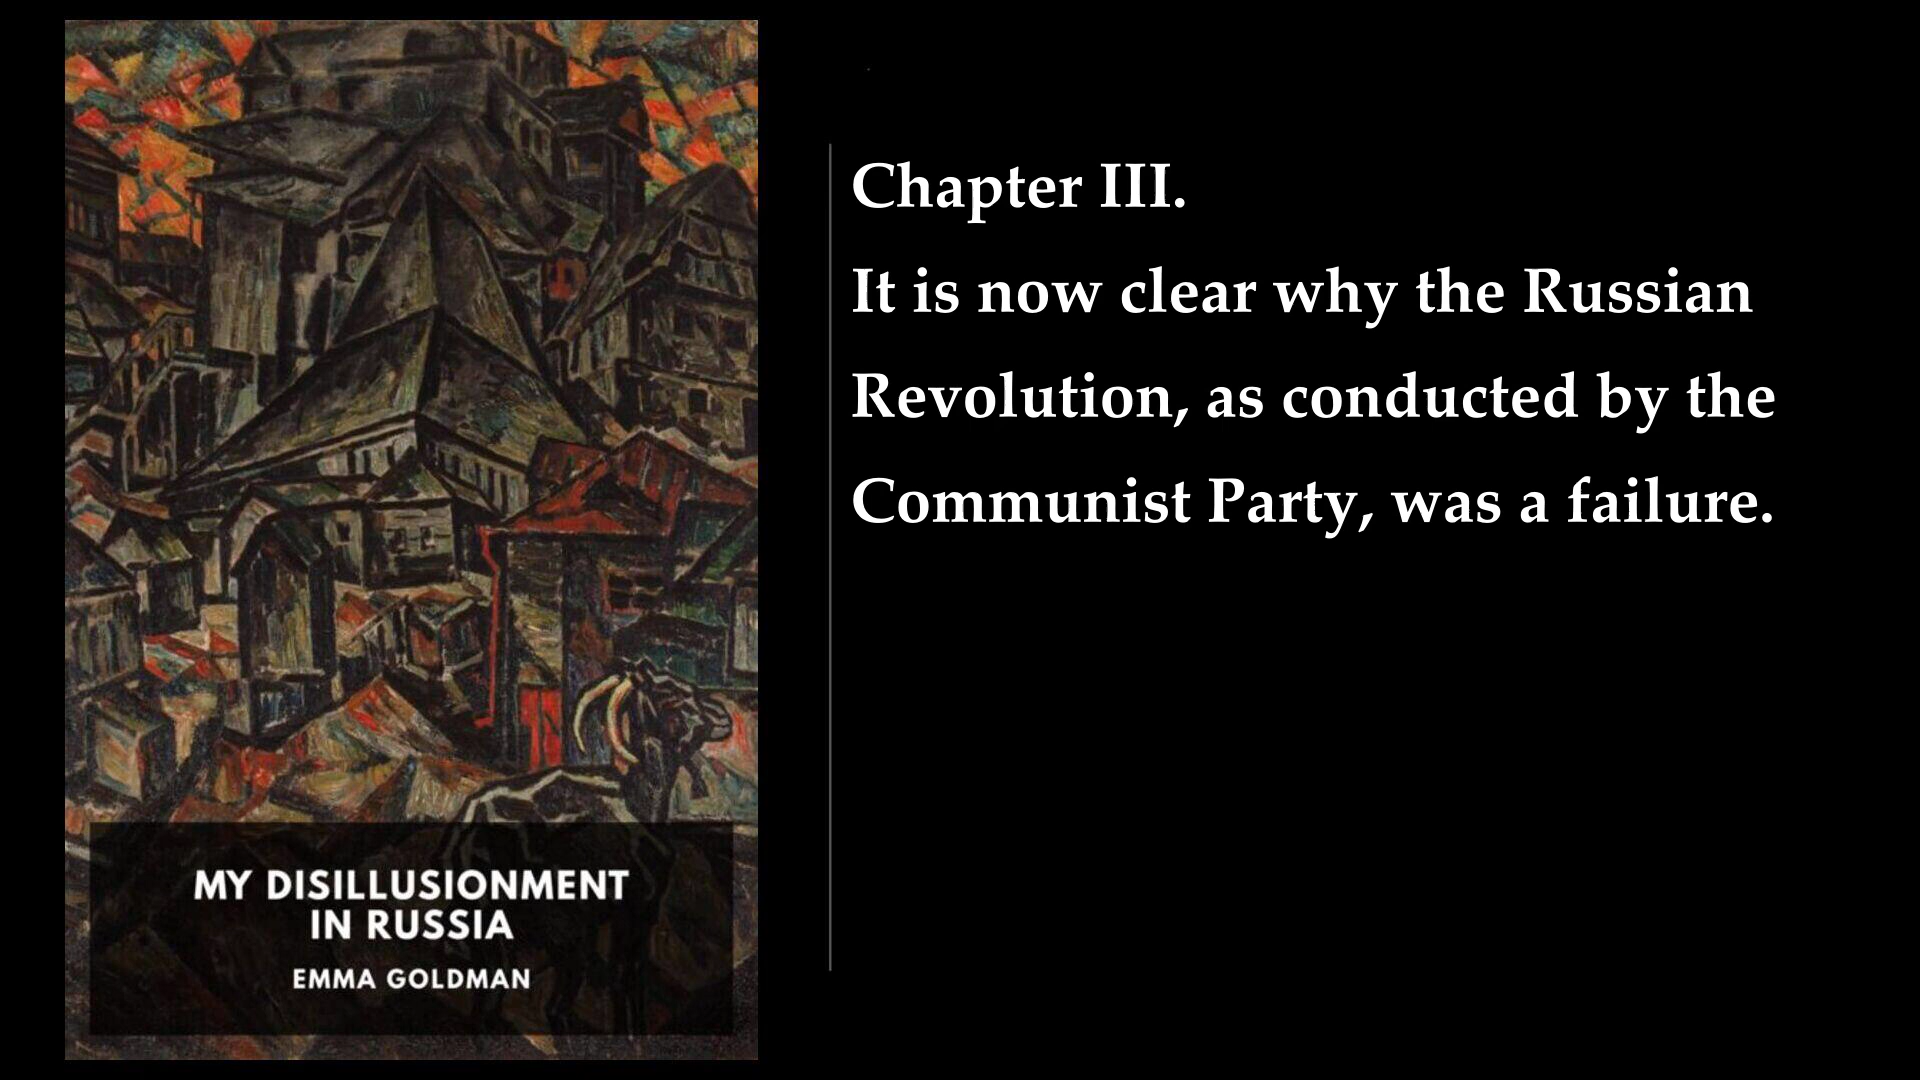 Chapter III.
It is now clear why the Russian
Revolution, as conducted by the
Communist Party, was a failure.
MY DISILLUSIONMENT
IN RUSSIA
EMMA GOLDMAN